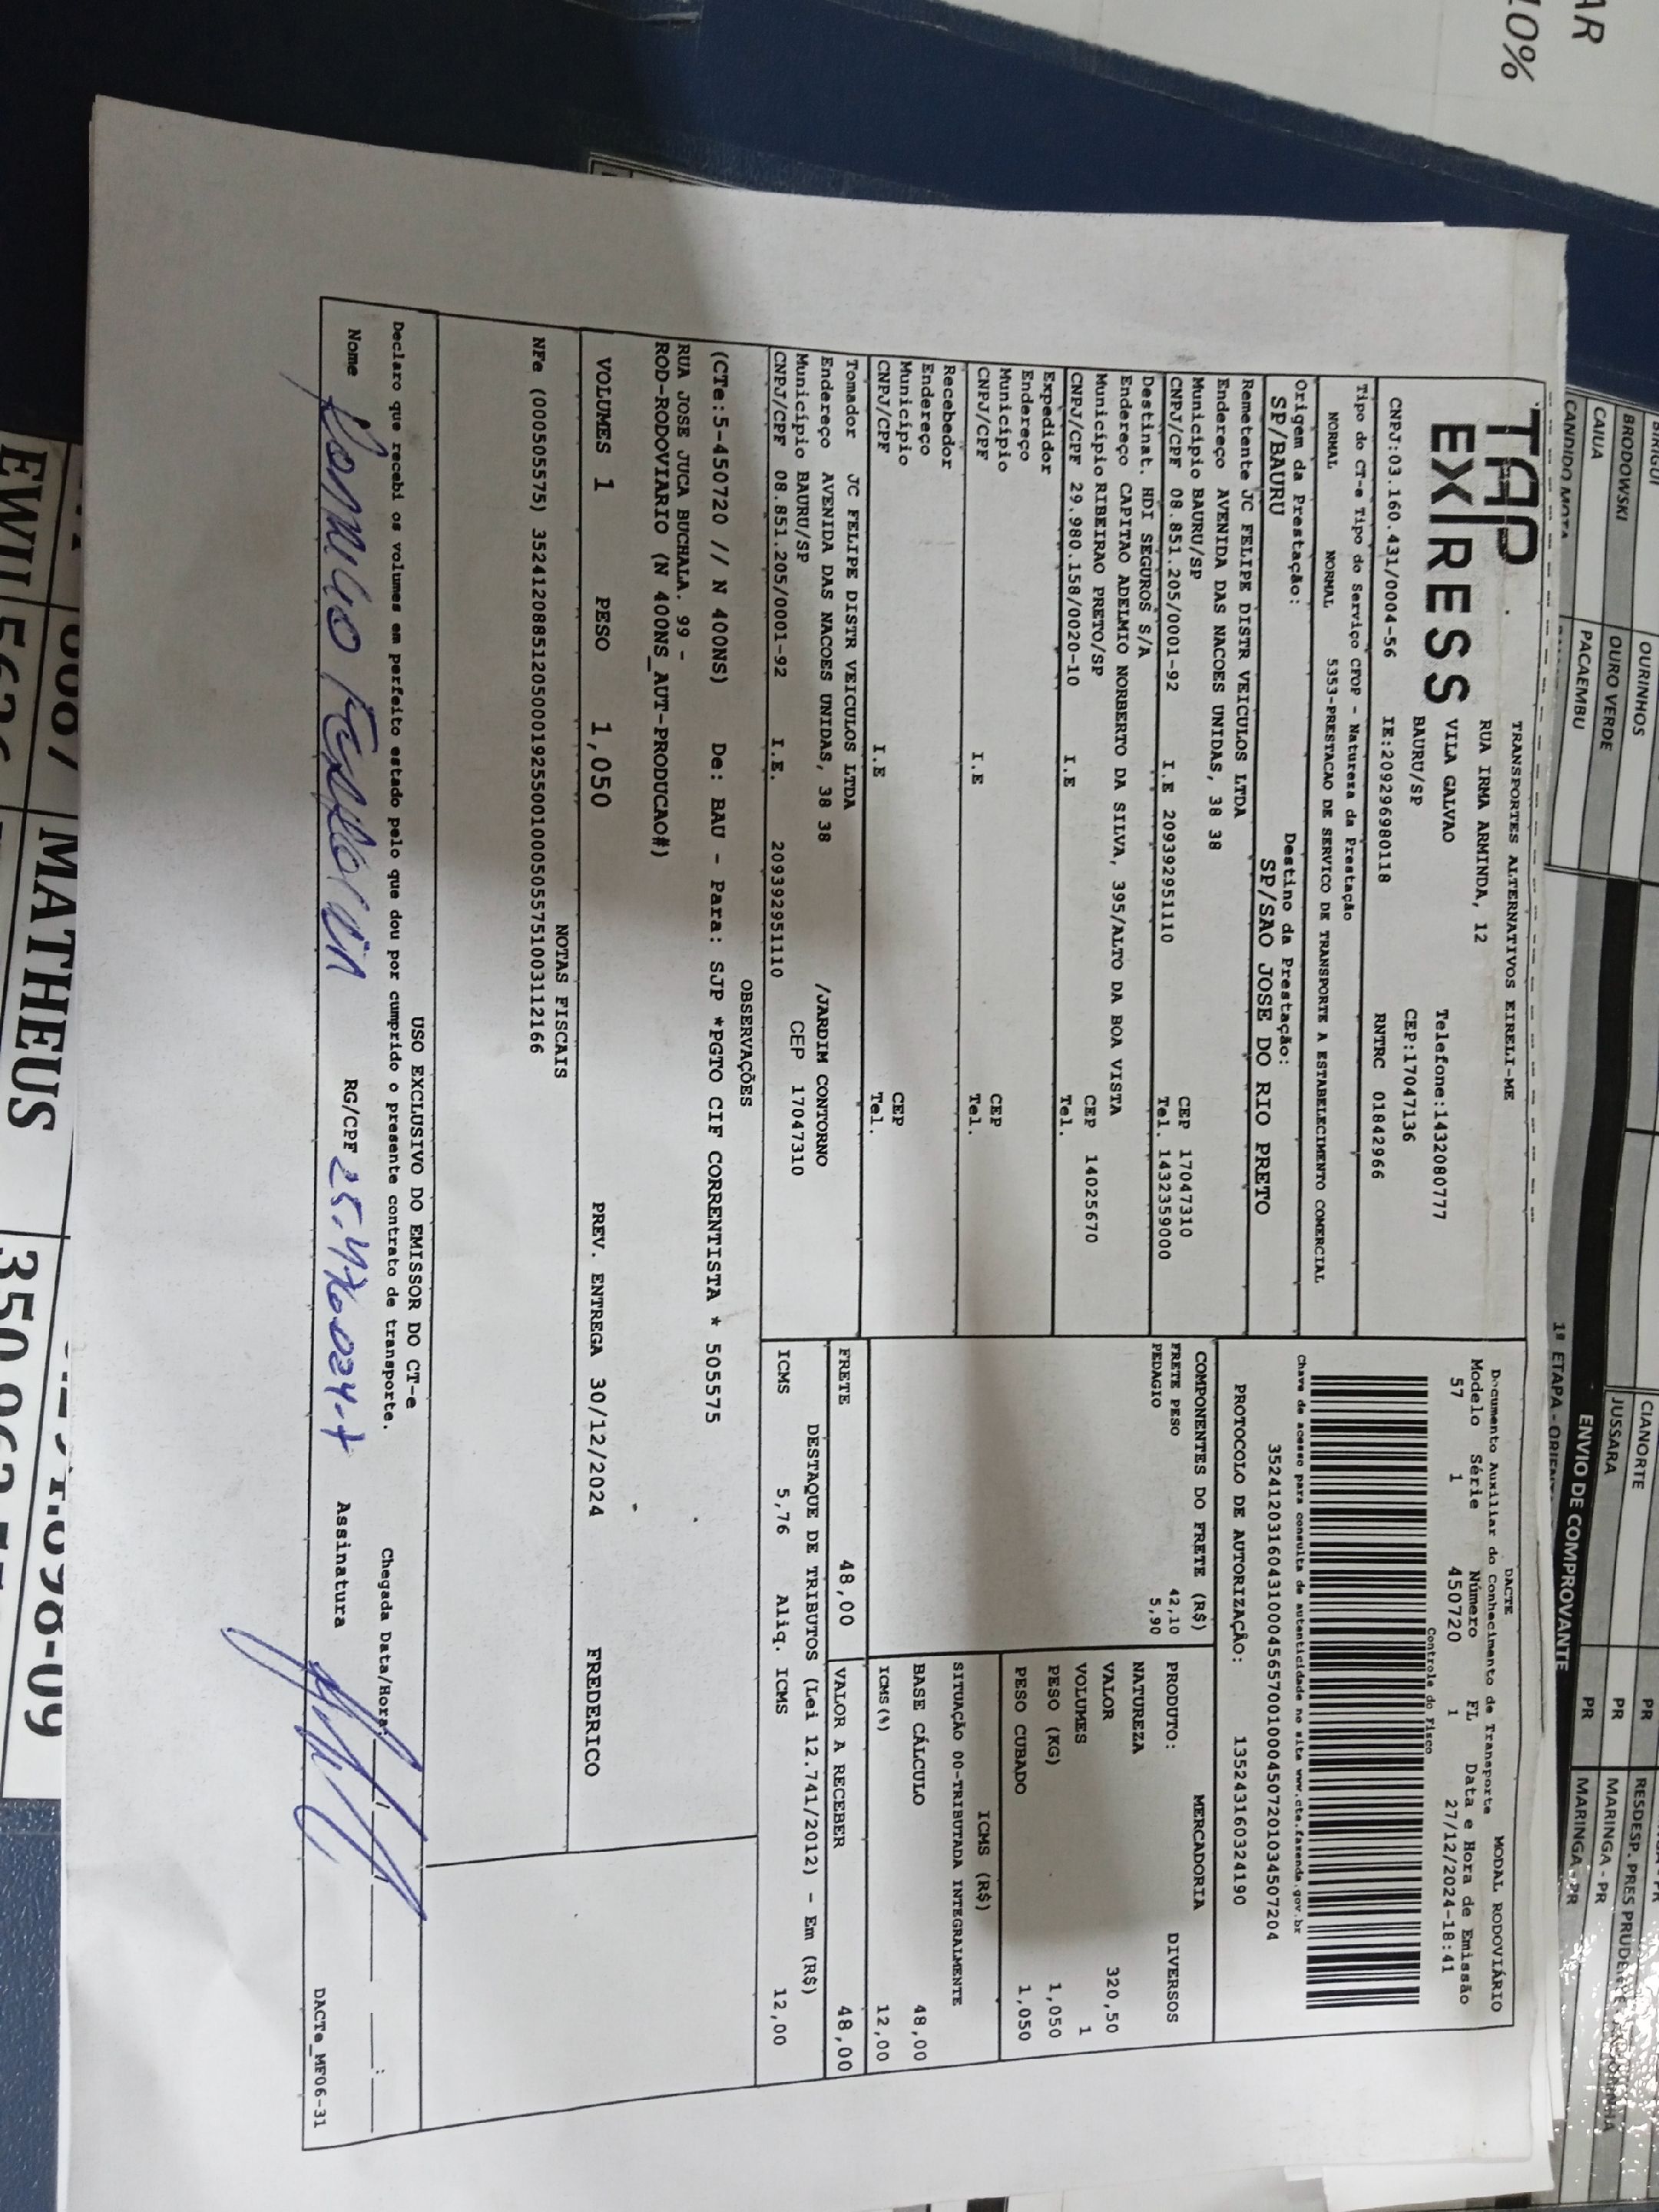 TAP
EXPRESS
TRANSPORTES ALTERNATIVOS EIRELI-ME
RUA IRMA ARMINDA, 12
VILA GALVAO Telefone:1432080777
BAURU/SP CEP:17047136
CNPJ:03.160.431/0004-56 IE:209296980118 RNTRC 01842966
Tipo do CT-e Tipo do Serviço CFOP - Natureza da Prestação
NORMAL NORMAL 5353-PRESTACAO DE SERVICO DE TRANSPORTE A ESTABELECIMENTO COMERCIAL
Origem da Prestação: Destino da Prestação:
SP/BAURU SP/SAO JOSE DO RIO PRETO
Remetente JC FELIPE DISTR VEICULOS LTDA
Endereço AVENIDA DAS NACOES UNIDAS, 38 38
Município BAURU/SP CEP 17047310
CNPJ/CPF 08.851.205/0001-92 I.E 209392951110 Tel. 1432359000
Destinat. HDI SEGUROS S/A
Endereço CAPITAO ADELMIO NORBERTO DA SILVA, 395/ALTO DA BOA VISTA
Município RIBEIRAO PRETO/SP CEP 14025670
CNPJ/CPF 29.980.158/0020-10 I.E Tel.
Expedidor
Endereço
Município CEP
CNPJ/CPF I.E Tel.
Recebedor
Endereço
Município CEP
CNPJ/CPF I.E Tel.
Tomador JC FELIPE DISTR VEICULOS LTDA
Endereço AVENIDA DAS NACOES UNIDAS, 38 38 /JARDIM CONTORNO
Município BAURU/SP CEP 17047310
CNPJ/CPF 08.851.205/0001-92 I.E. 209392951110
DACTE
Documento Auxiliar do Conhecimento de Transporte MODAL RODOVIÁRIO
Modelo Série Número FL Data e Hora de Emissão
57 1 450720 1 27/12/2024-18:41
Controle do Fisco
Chave de acesso para consulta de autenticidade no site www.cte.fazenda.gov.br
35241203160431000456570010004507201034507204
PROTOCOLO DE AUTORIZAÇÃO: 135243160324190
COMPONENTES DO FRETE (R$)
FRETE PESO 42,10
PEDAGIO 5,90
MERCADORIA
PRODUTO: DIVERSOS
NATUREZA
VALOR 320,50
VOLUMES 1
PESO (KG) 1,050
PESO CUBADO 1,050
ICMS (R$)
SITUAÇÃO 00-TRIBUTADA INTEGRALMENTE
BASE CÁLCULO 48,00
ICMS(%) 12,00
FRETE 48,00 VALOR A RECEBER 48,00
DESTAQUE DE TRIBUTOS (Lei 12.741/2012) - Em (R$)
ICMS 5,76 Aliq. ICMS 12,00
OBSERVAÇÕES
(CTe:5-450720 // N 400NS) De: BAU - Para: SJP *PGTO CIF CORRENTISTA * 505575
RUA JOSE JUCA BUCHALA. 99 -
ROD-RODOVIARIO (N 400NS_AUT-PRODUCAO#)
VOLUMES 1 PESO 1,050 PREV. ENTREGA 30/12/2024 FREDERICO
NOTAS FISCAIS
NFe (000505575) 35241208851205000192550010005055751003112166
USO EXCLUSIVO DO EMISSOR DO CT-e
Declaro que recebi os volumes em perfeito estado pelo que dou por cumprido o presente contrato de transporte. Chegada Data/Hora:
Nome RG/CPF Assinatura
DACTe_MF06-31
AR
10%
BIRIGUI
BRODOWSKI
CAIUA
CANDIDO MOTA
OURINHOS
OURO VERDE
PACAEMBU
CIANORTE PR
JUSSARA PR MARINGA - PR
PR MARINGA - PR
ENVIO DE COMPROVANTE
MATHEUS